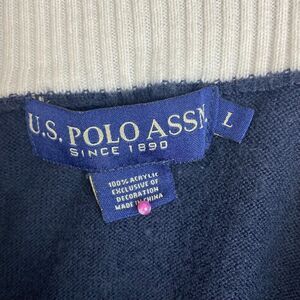 U.S. POLO ASSN.
SINCE 1890
L
100% ACRYLIC
EXCLUSIVE OF
DECORATION
MADE IN CHINA